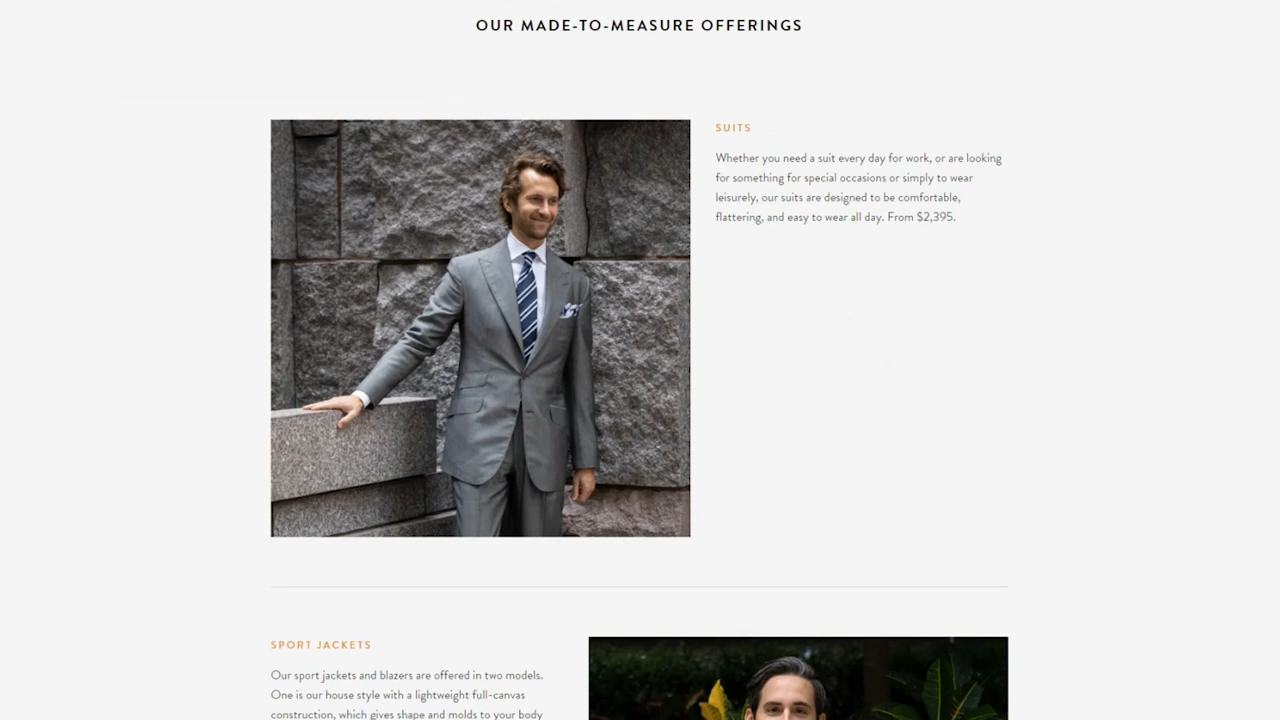 OUR MADE-TO-MEASURE OFFERINGS
SUITS
Whether you need a suit every day for work, or are looking
for something for special occasions or simply to wear
leisurely, our suits are designed to be comfortable,
flattering, and easy to wear all day. From $2,395.
SPORT JACKETS
Our sport jackets and blazers are offered in two models.
One is our house style with a lightweight full-canvas
construction, which gives shape and molds to your body